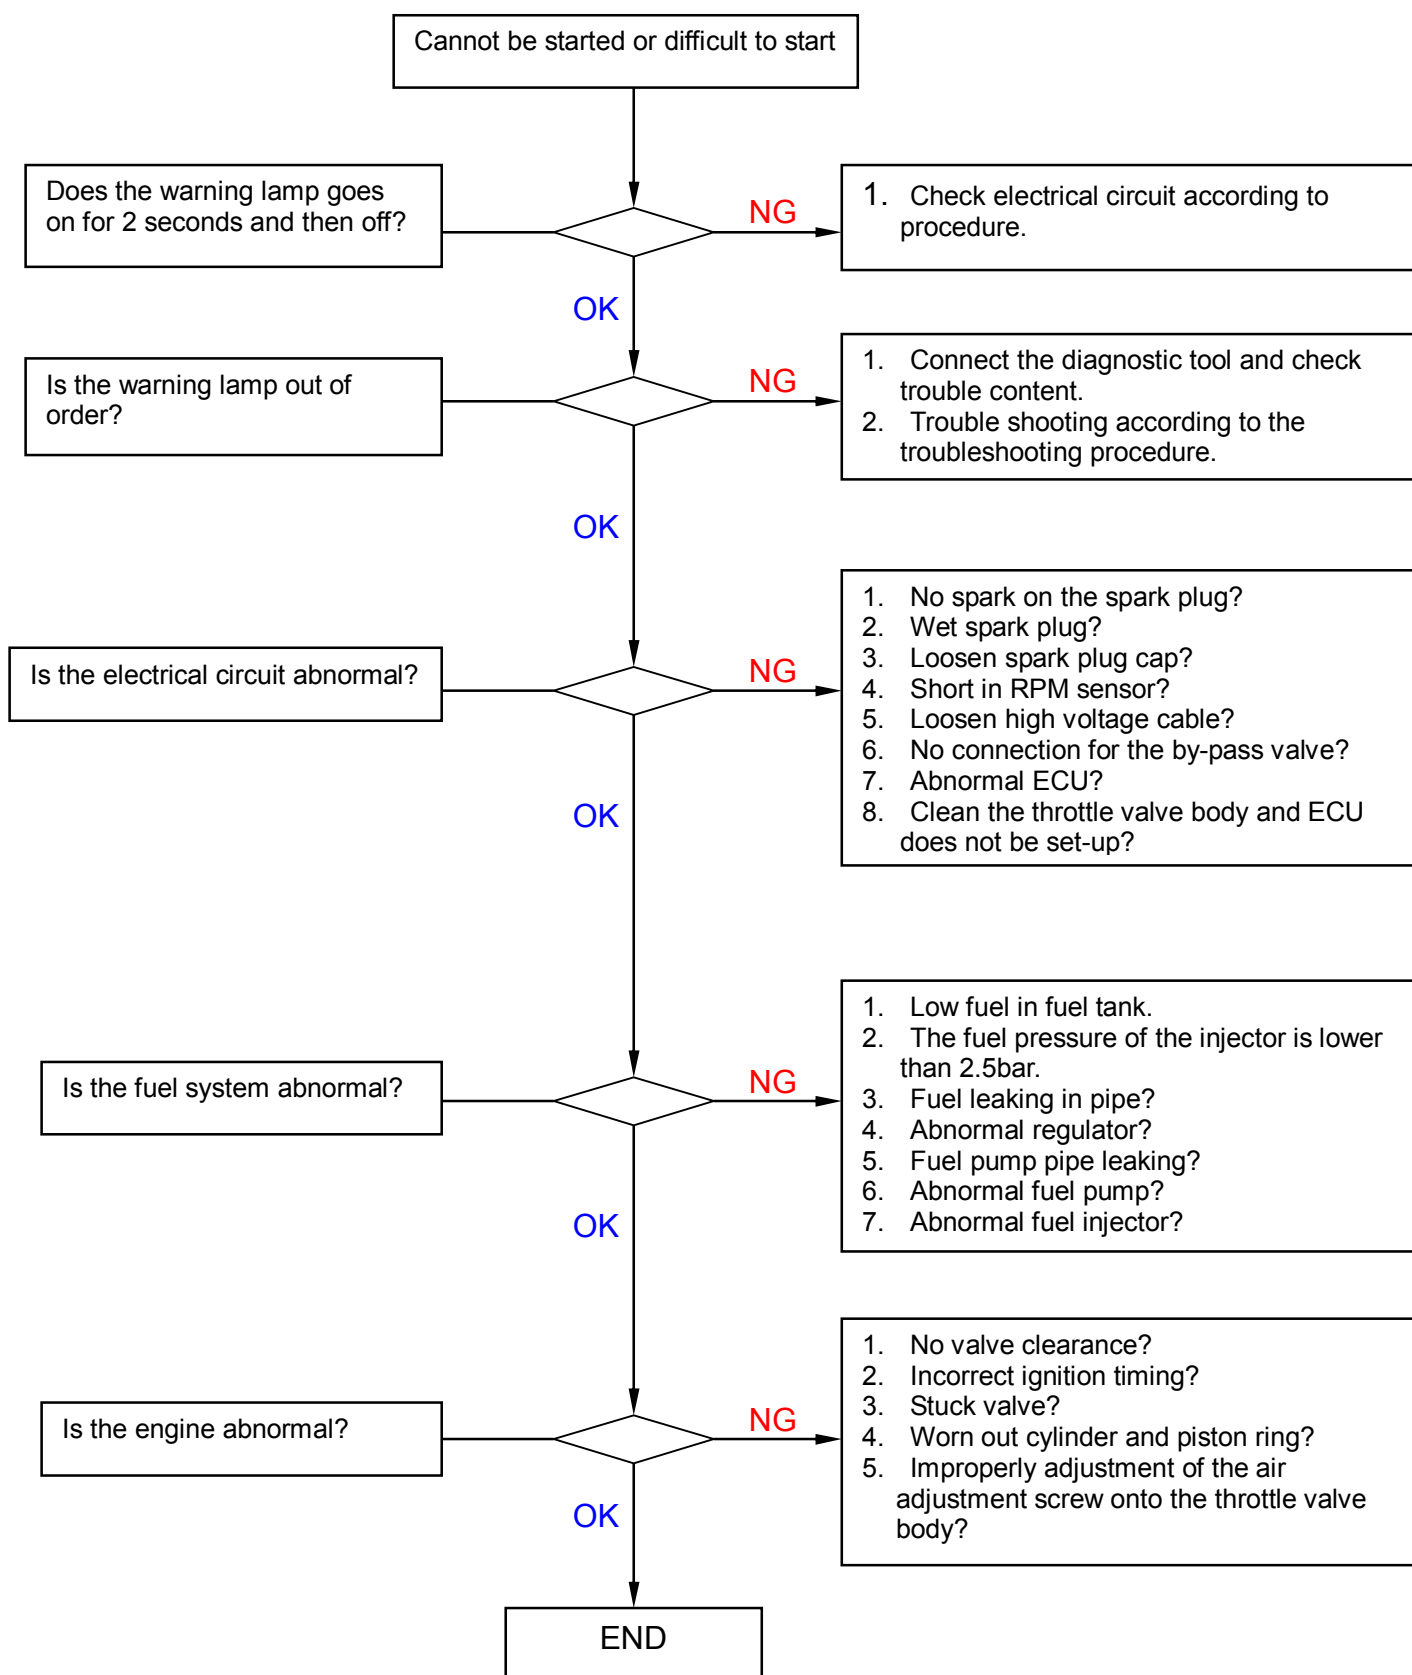 Cannot be started or difficult to start
Does the warning lamp goes
on for 2 seconds and then off?
NG
1. Check electrical circuit according to
procedure.
OK
Is the warning lamp out of
order?
NG
1. Connect the diagnostic tool and check
trouble content.
2. Trouble shooting according to the
troubleshooting procedure.
OK
Is the electrical circuit abnormal?
NG
1. No spark on the spark plug?
2. Wet spark plug?
3. Loosen spark plug cap?
4. Short in RPM sensor?
5. Loosen high voltage cable?
6. No connection for the by-pass valve?
7. Abnormal ECU?
8. Clean the throttle valve body and ECU
does not be set-up?
OK
Is the fuel system abnormal?
NG
1. Low fuel in fuel tank.
2. The fuel pressure of the injector is lower
than 2.5bar.
3. Fuel leaking in pipe?
4. Abnormal regulator?
5. Fuel pump pipe leaking?
6. Abnormal fuel pump?
7. Abnormal fuel injector?
OK
Is the engine abnormal?
NG
1. No valve clearance?
2. Incorrect ignition timing?
3. Stuck valve?
4. Worn out cylinder and piston ring?
5. Improperly adjustment of the air
adjustment screw onto the throttle valve
body?
OK
END